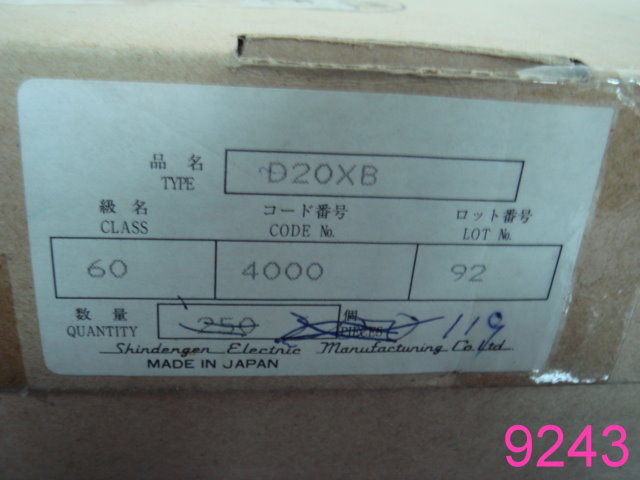 品名
TYPE
D20XB
級名 コード番号 ロット番号
CLASS CODE No. LOT No.
60 4000 92
数量 250 個
QUANTITY PIECES 119
Shindengen Electric Manufacturing Co.Ltd
MADE IN JAPAN
9243